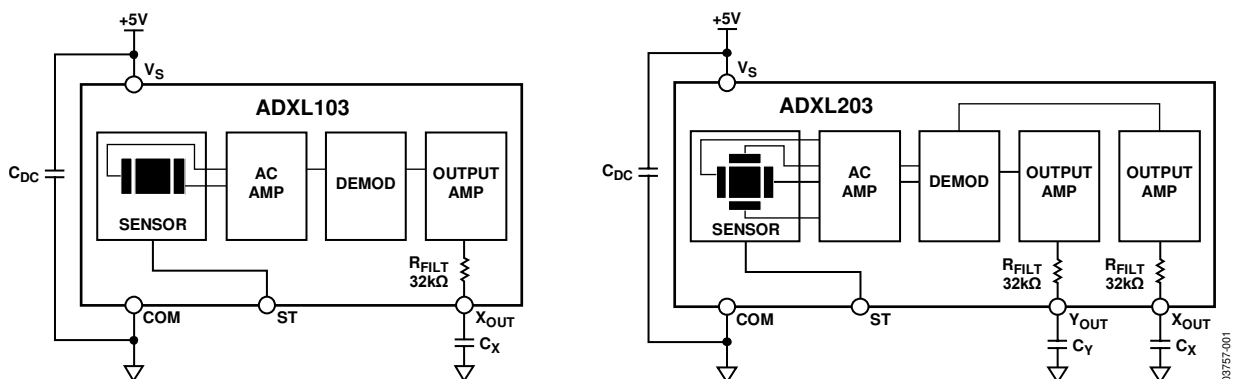 +5V
V_S
ADXL103
C_DC
SENSOR
AC
AMP
DEMOD
OUTPUT
AMP
R_FILT
32kΩ
COM
ST
X_OUT
C_X
+5V
V_S
ADXL203
C_DC
SENSOR
AC
AMP
DEMOD
OUTPUT
AMP
OUTPUT
AMP
R_FILT
32kΩ
R_FILT
32kΩ
COM
ST
Y_OUT
X_OUT
C_Y
C_X
03757-001